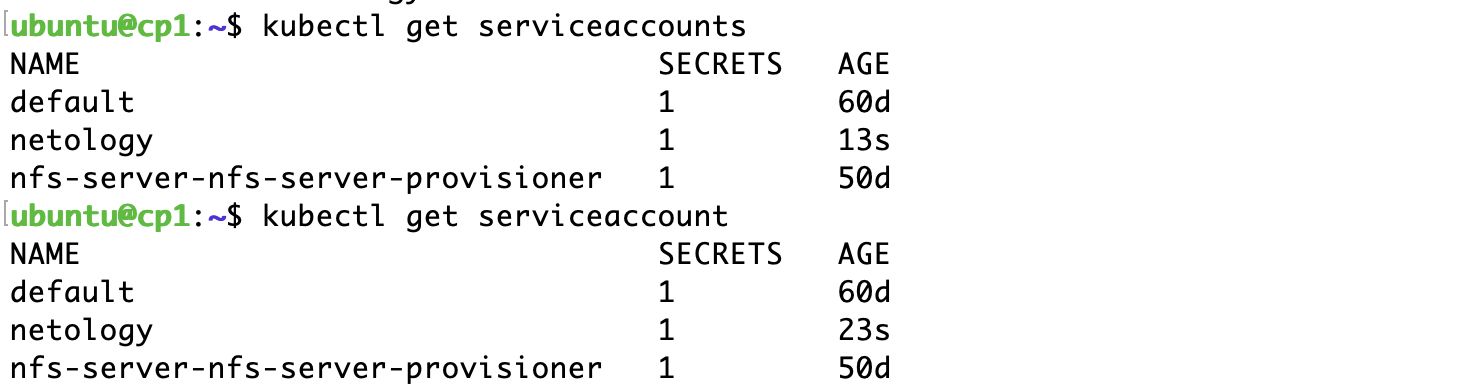 ubuntu@cp1:~$ kubectl get serviceaccounts
NAME                                SECRETS   AGE
default                             1         60d
netology                            1         13s
nfs-server-nfs-server-provisioner   1         50d
ubuntu@cp1:~$ kubectl get serviceaccount
NAME                                SECRETS   AGE
default                             1         60d
netology                            1         23s
nfs-server-nfs-server-provisioner   1         50d